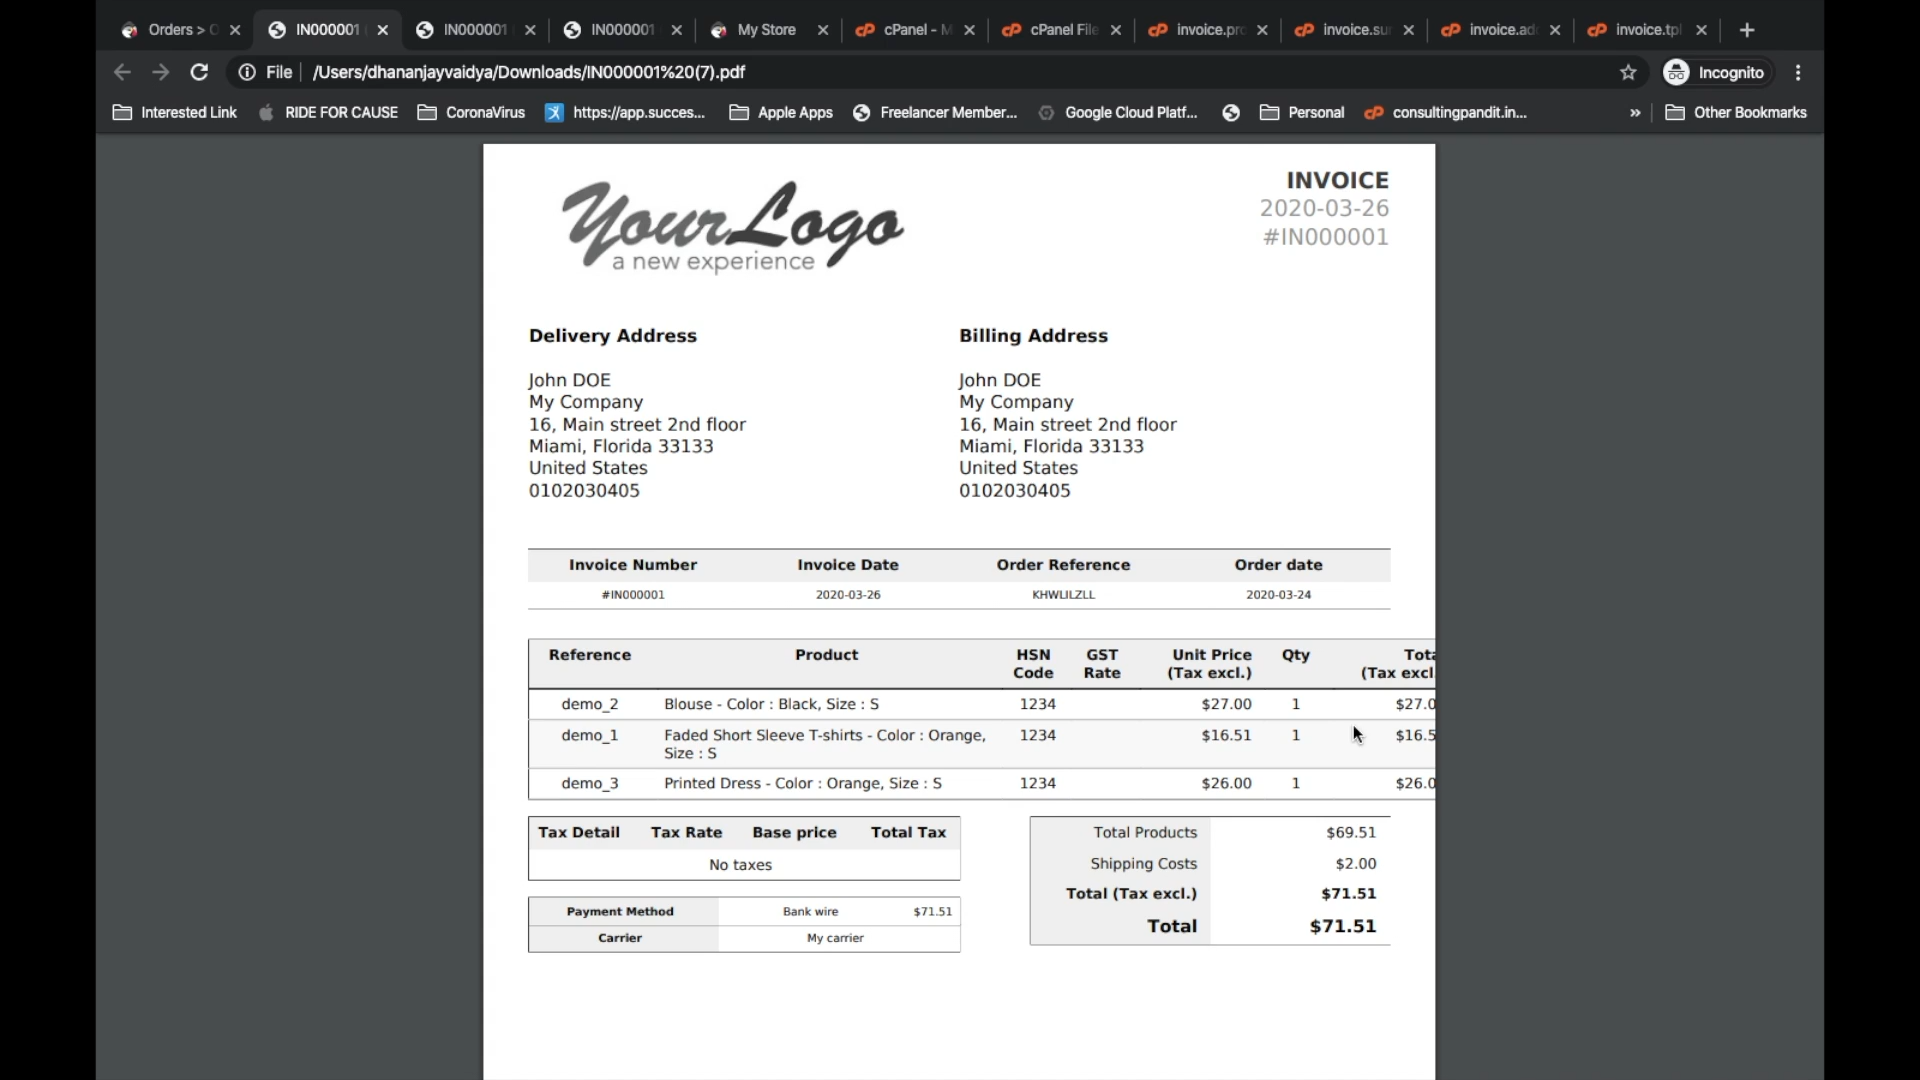 Orders > IN000001 IN000001 IN000001 My Store cPanel - cPanel File
File /Users/dhananjayvaidya/Downloads/IN000001%20(7).pdf Incognito
Interested Link RIDE FOR CAUSE CoronaVirus https://app.succes... Apple Apps Freelancer Member... Google Cloud Platf... Personal consultingpandit.in... » Other Bookmarks
YourLogo
a new experience
INVOICE
2020-03-26
#IN000001
Delivery Address Billing Address
John DOE John DOE
My Company My Company
16, Main street 2nd floor 16, Main street 2nd floor
Miami, Florida 33133 Miami, Florida 33133
United States United States
0102030405 0102030405
Invoice Number Invoice Date Order Reference Order date
#IN000001 2020-03-26 KHWLILZLL 2020-03-24
Reference Product HSN GST Unit Price Qty
Code Rate (Tax excl.) (Tax excl.
demo_2 Blouse - Color : Black, Size : S 1234 $27.00 1 $27.0
demo_1 Faded Short Sleeve T-shirts - Color : Orange, 1234 $16.51 1 $16.5
Size : S
demo_3 Printed Dress - Color : Orange, Size : S 1234 $26.00 1 $26.0
Tax Detail Tax Rate Base price Total Tax
No taxes
Payment Method Bank wire $71.51
Carrier My carrier
Total Products $69.51
Shipping Costs $2.00
Total (Tax excl.) $71.51
Total $71.51